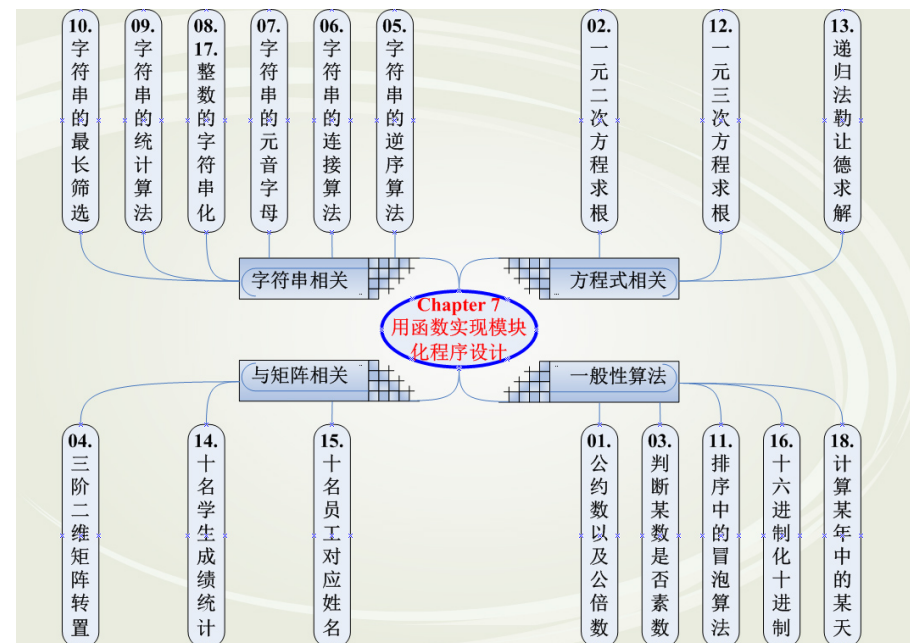 10.字符串的最长筛选
09.字符串的统计算法
08.17.整数的字符串化
07.字符串的元音字母
06.字符串的连接算法
05.字符串的逆序算法
02.一元二次方程求根
12.一元三次方程求根
13.递归法勒让德求解
字符串相关
方程式相关
Chapter 7
用函数实现模块
化程序设计
与矩阵相关
一般性算法
04.三阶二维矩阵转置
14.十名学生成绩统计
15.十名员工对应姓名
01.公约数以及公倍数
03.判断某数是否素数
11.排序中的冒泡算法
16.十六进制化十进制
18.计算某年中的某天